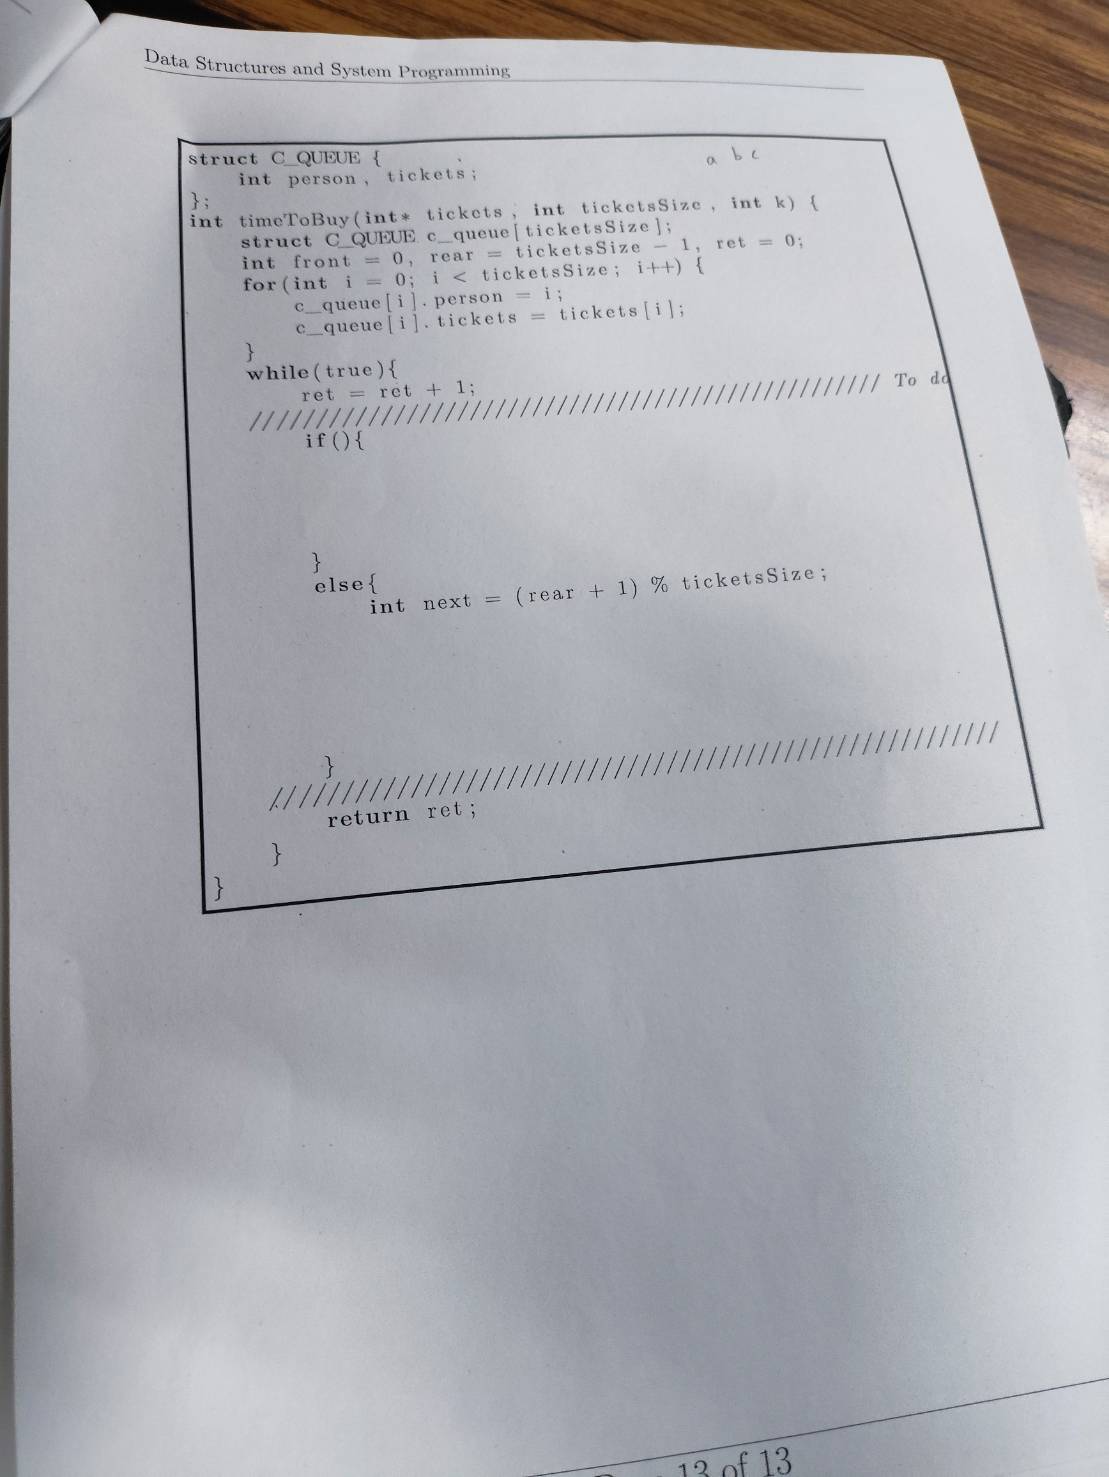 Data Structures and System Programming
a b c
struct C_QUEUE {
int person, tickets;
};
int timeToBuy(int* tickets, int ticketsSize, int k) {
struct C_QUEUE c_queue[ticketsSize];
int front = 0, rear = ticketsSize - 1, ret = 0;
for(int i = 0; i < ticketsSize; i++) {
c_queue[i].person = i;
c_queue[i].tickets = tickets[i];
}
while(true){
ret = ret + 1;
/////////////////////////////////////////////// To do
if(){
}
else{
int next = (rear + 1) % ticketsSize;
}
//////////////////////////////////////////////////////
return ret;
}
}
13 of 13